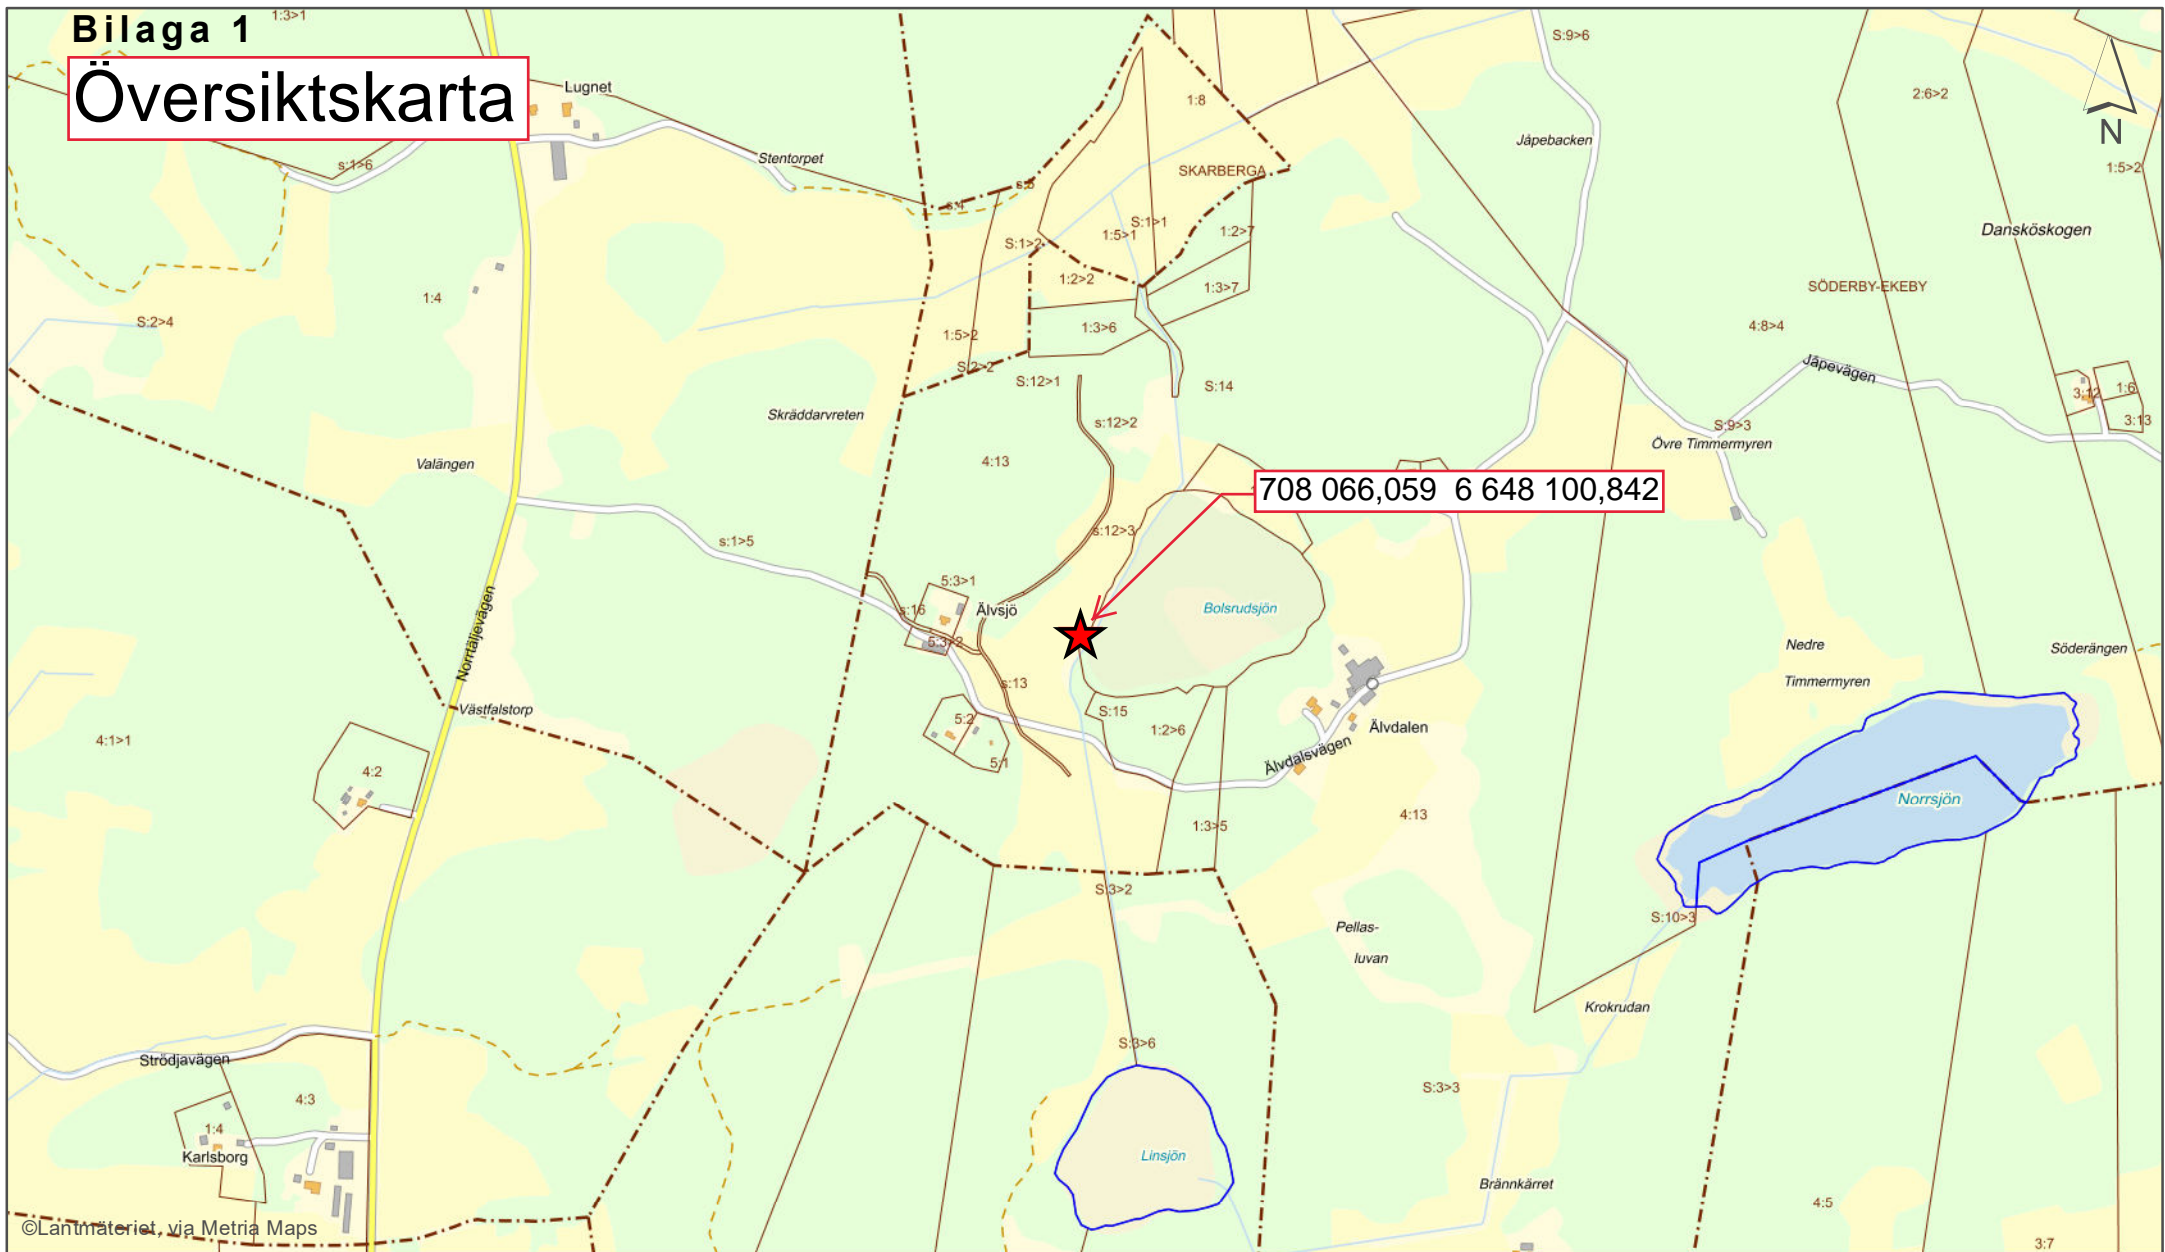 1:3>1
Bilaga 1
Översiktskarta
Lugnet
S:9>6
2:6>2
1:8
N
Jåpebacken
Stentorpet
s:1>6
SKARBERGA
1:5>2
s:5
s:4
S:1>1
1:5>1
1:2>7
Dansköskogen
S:1>2
1:2>2
1:3>7
SÖDERBY-EKEBY
1:4
S:2>4
1:3>6
4:8>4
1:5>2
S:2>2
S:12>1
S:14
Jåpevägen
3:12
1:6
3:13
Skräddarvreten
s:12>2
S:9>3
Övre Timmermyren
Valängen
4:13
708 066,059 6 648 100,842
s:12>3
s:1>5
5:3>1
s:16
Älvsjö
Bolsrudsjön
5:3>2
Norrtäljevägen
Nedre
Timmermyren
Söderängen
s:13
Västfalstorp
5:2
S:15
1:2>6
Älvdalen
4:1>1
Älvdalsvägen
5:1
4:2
Norrsjön
4:13
1:3>5
S:3>2
S:10>3
Pellas-
luvan
Krokrudan
S:3>6
Strödjavägen
S:3>3
4:3
1:4
Karlsborg
Linsjön
Brännkärret
4:5
©Lantmäteriet, via Metria Maps
3:7